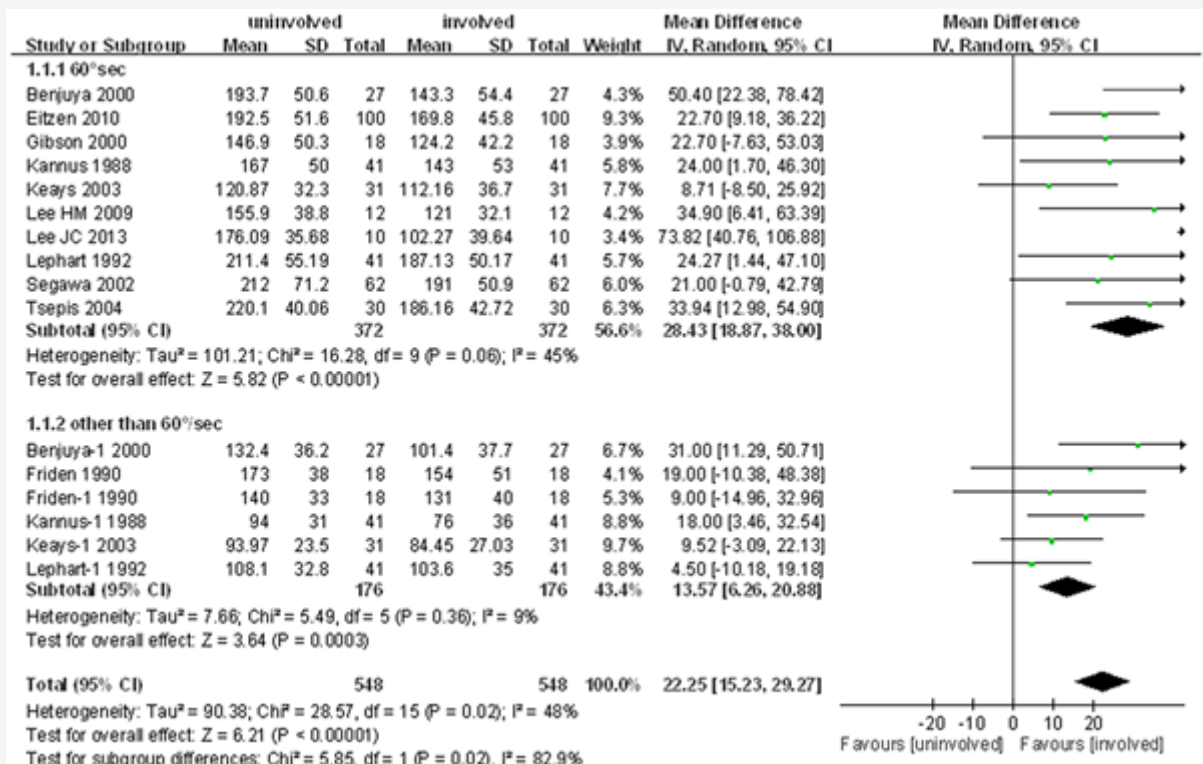 uninvolved involved Mean Difference Mean Difference
Study or Subgroup Mean SD Total Mean SD Total Weight IV, Random, 95% CI IV, Random, 95% CI
1.1.1 60°sec
Benjuya 2000 193.7 50.6 27 143.3 54.4 27 4.3% 50.40 [22.38, 78.42]
Eitzen 2010 192.5 51.6 100 169.8 45.8 100 9.3% 22.70 [9.18, 36.22]
Gibson 2000 146.9 50.3 18 124.2 42.2 18 3.9% 22.70 [-7.63, 53.03]
Kannus 1988 167 50 41 143 53 41 5.8% 24.00 [1.70, 46.30]
Keays 2003 120.87 32.3 31 112.16 36.7 31 7.7% 8.71 [-8.50, 25.92]
Lee HM 2009 155.9 38.8 12 121 32.1 12 4.2% 34.90 [6.41, 63.39]
Lee JC 2013 176.09 35.68 10 102.27 39.64 10 3.4% 73.82 [40.76, 106.88]
Lephart 1992 211.4 55.19 41 187.13 50.17 41 5.7% 24.27 [1.44, 47.10]
Segawa 2002 212 71.2 62 191 50.9 62 6.0% 21.00 [-0.79, 42.79]
Tsepis 2004 220.1 40.06 30 186.16 42.72 30 6.3% 33.94 [12.98, 54.90]
Subtotal (95% CI) 372 372 56.6% 28.43 [18.87, 38.00]
Heterogeneity: Tau² = 101.21; Chi² = 16.28, df = 9 (P = 0.06); I² = 45%
Test for overall effect: Z = 5.82 (P < 0.00001)
1.1.2 other than 60°/sec
Benjuya-1 2000 132.4 36.2 27 101.4 37.7 27 6.7% 31.00 [11.29, 50.71]
Friden 1990 173 38 18 154 51 18 4.1% 19.00 [-10.38, 48.38]
Friden-1 1990 140 33 18 131 40 18 5.3% 9.00 [-14.96, 32.96]
Kannus-1 1988 94 31 41 76 36 41 8.8% 18.00 [3.46, 32.54]
Keays-1 2003 93.97 23.5 31 84.45 27.03 31 9.7% 9.52 [-3.09, 22.13]
Lephart-1 1992 108.1 32.8 41 103.6 35 41 8.8% 4.50 [-10.18, 19.18]
Subtotal (95% CI) 176 176 43.4% 13.57 [6.26, 20.88]
Heterogeneity: Tau² = 7.66; Chi² = 5.49, df = 5 (P = 0.36); I² = 9%
Test for overall effect: Z = 3.64 (P = 0.0003)
Total (95% CI) 548 548 100.0% 22.25 [15.23, 29.27]
Heterogeneity: Tau² = 90.38; Chi² = 28.57, df = 15 (P = 0.02); I² = 48%
Test for overall effect: Z = 6.21 (P < 0.00001)
Test for subgroup differences: Chi² = 5.85, df = 1 (P = 0.02), I² = 82.9%
-20 -10 0 10 20
Favours [uninvolved] Favours [involved]